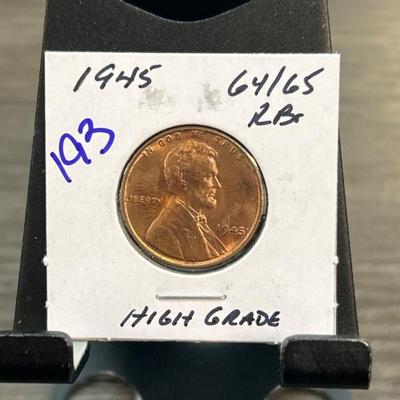 1945 64/65
RB
193
IN GOD WE TRUST
LIBERTY
1945
HIGH GRADE